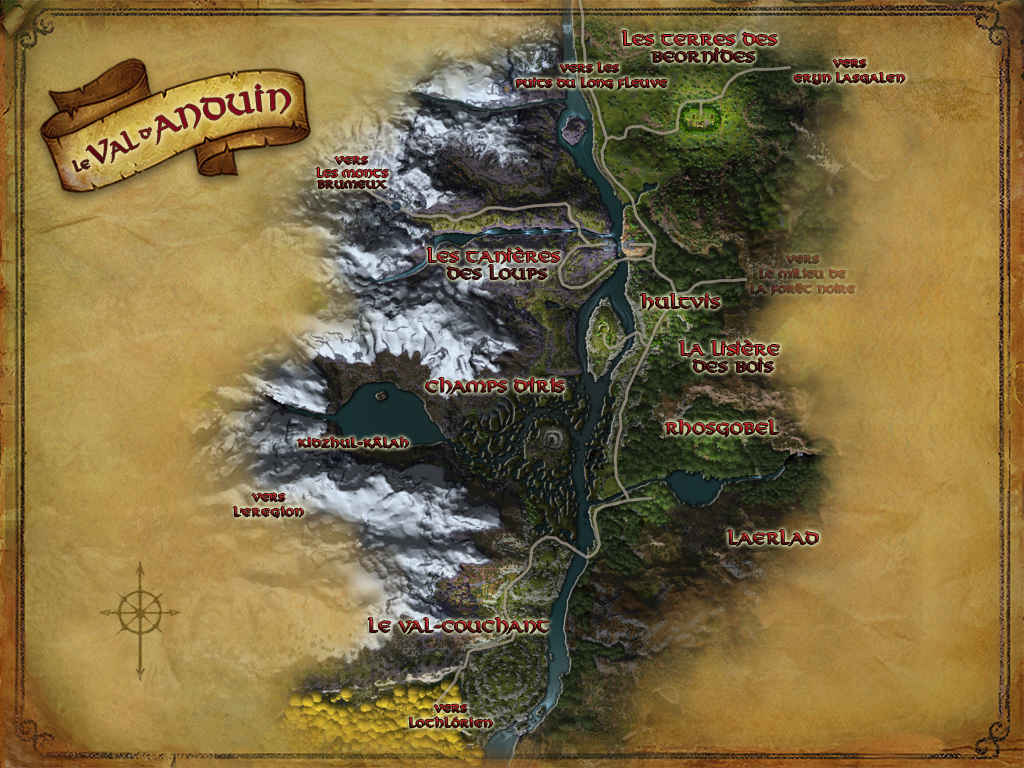 Le Val d'Anduin
Les terres des
Beornides
vers les
puits du long fleuve
vers
Eryn Lasgalen
vers
Les Monts
Brumeux
Les tanières
des Loups
vers
le milieu de
la Forêt Noire
Hultvis
La Lisière
des Bois
Champs d'Iris
Rhosgobel
Kidzhul-Kâlah
vers
l'Eregion
Laerlad
Le Val-Couchant
vers
Lothlórien